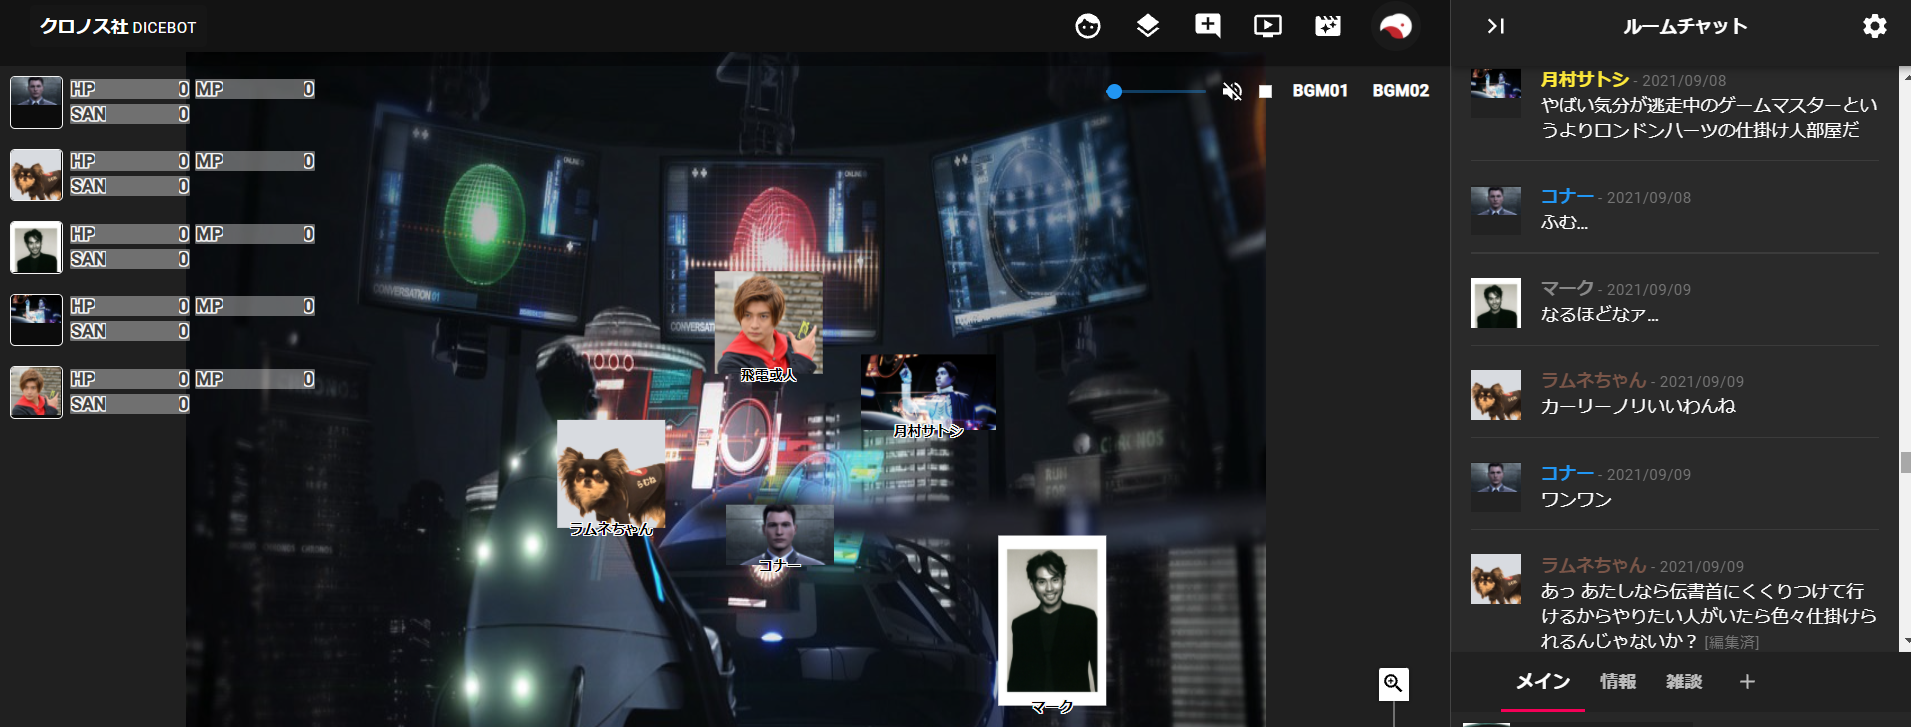 クロノス社 DICEBOT
HP 0 MP 0
SAN 0
HP 0 MP 0
SAN 0
HP 0 MP 0
SAN 0
HP 0 MP 0
SAN 0
HP 0 MP 0
SAN 0
BGM01 BGM02
CONVERSATION 01
飛電或人
月村サトシ
ラムネちゃん
コナー
マーク
ルームチャット
月村サトシ - 2021/09/08
やばい気分が逃走中のゲームマスターとい
うよりロンドンハーツの仕掛け人部屋だ
コナー - 2021/09/08
ふむ...
マーク - 2021/09/09
なるほどなァ...
ラムネちゃん - 2021/09/09
カーリーノリいいわんね
コナー - 2021/09/09
ワンワン
ラムネちゃん - 2021/09/09
あっ あたしなら伝書首にくくりつけて行
けるからやりたい人がいたら色々仕掛けら
れるんじゃないか？ [編集済]
メイン 情報 雑談